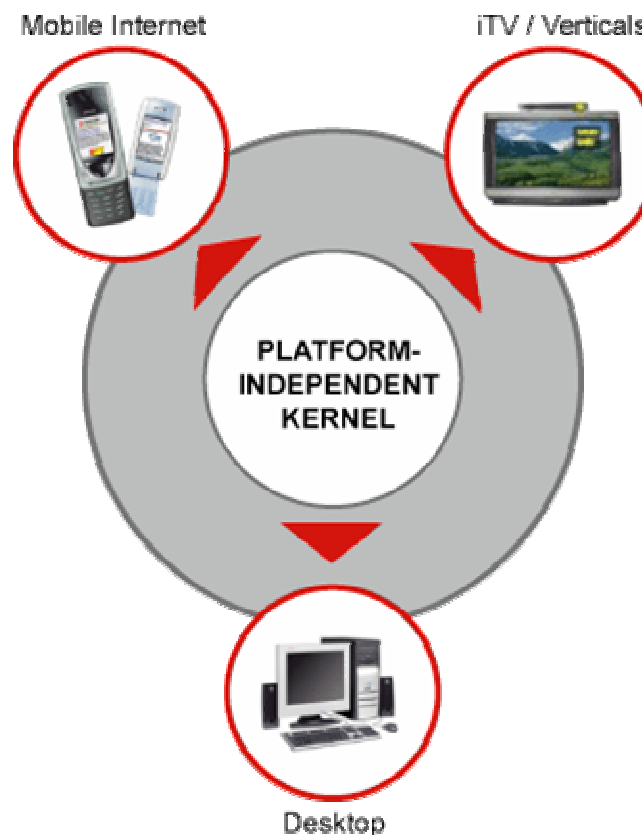 Mobile Internet
iTV / Verticals
PLATFORM-
INDEPENDENT
KERNEL
Desktop